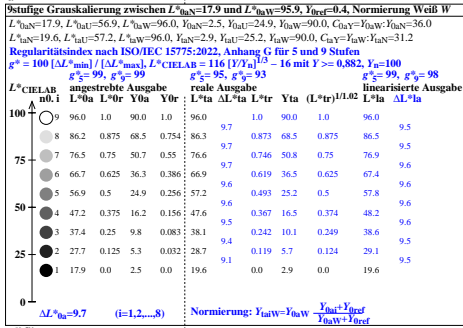 9stufige Grauskalierung zwischen L*0aN=17.9 und L*0aW=95.9, Y0ref=0.4, Normierung Weiß W
L*0aN=17.9, L*0aU=56.9, L*0aW=96.0, Y0aN=2.5, Y0aU=24.9, Y0aW=90.0, C0aY=Y0aW:Y0aN=36.0
L*taN=19.6, L*taU=57.2, L*taW=96.0, YtaN=2.9, YtaU=25.2, YtaW=90.0, CtaY=YtaW:YtaN=31.2
Regularitätsindex nach ISO/IEC 15775:2022, Anhang G für 5 und 9 Stufen
g* = 100 [ΔL*min] / [ΔL*max], L*CIELAB = 116 [Y/Yn]1/3 − 16 mit Y >= 0,882, Yn=100
g*5= 99, g*9= 99 g*5= 95, g*9= 93 g*5= 99, g*9= 98
L*CIELAB angestrebte Ausgabe reale Ausgabe linearisierte Ausgabe
n0. i L*0a L*0r Y0a Y0r L*ta ΔL*ta L*tr Yta (L*tr)1/1.02 L*la ΔL*la
100 9 96.0 1.0 90.0 1.0 96.0 1.0 90.0 1.0 96.0
9.7 9.5
8 86.2 0.875 68.5 0.754 86.3 0.873 68.5 0.875 86.5
9.7 9.6
75 7 76.5 0.75 50.7 0.55 76.6 0.746 50.8 0.75 76.9
9.7 9.5
6 66.7 0.625 36.3 0.386 66.9 0.619 36.5 0.625 67.4
9.6 9.6
50 5 56.9 0.5 24.9 0.256 57.2 0.493 25.2 0.5 57.8
9.6 9.6
4 47.2 0.375 16.2 0.156 47.6 0.367 16.5 0.374 48.2
9.5 9.6
3 37.4 0.25 9.8 0.083 38.1 0.242 10.1 0.249 38.6
9.4 9.5
25 2 27.7 0.125 5.3 0.032 28.7 0.119 5.7 0.124 29.1
9.1 9.5
1 17.9 0.0 2.5 0.0 19.6 0.0 2.9 0.0 19.6
0
ΔL*0a=9.7 (i=1,2,...,8) Normierung: YtaiW=Y0aW Y0ai+Y0ref
Y0aW+Y0ref